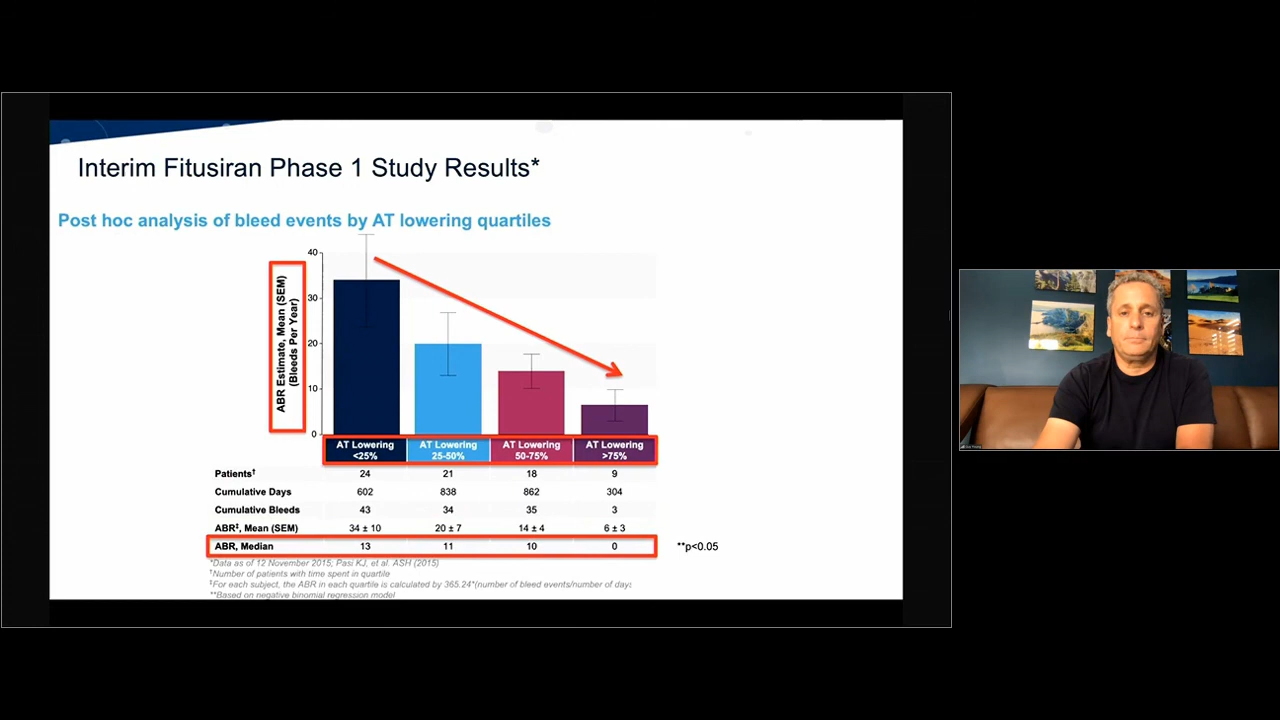 Interim Fitusiran Phase 1 Study Results*
Post hoc analysis of bleed events by AT lowering quartiles
ABR Estimate, Mean (SEM)
(Bleeds Per Year)
40
30
20
10
0
AT Lowering <25% AT Lowering 25-50% AT Lowering 50-75% AT Lowering >75%
Patients† 24 21 18 9
Cumulative Days 602 838 862 304
Cumulative Bleeds 43 34 35 3
ABR‡, Mean (SEM) 34 ± 10 20 ± 7 14 ± 4 6 ± 3
ABR, Median 13 11 10 0 **p<0.05
*Data as of 12 November 2015; Pasi KJ, et al. ASH (2015)
†Number of patients with time spent in quartile
‡For each subject, the ABR in each quartile is calculated by 365.24*(number of bleed events/number of days
**Based on negative binomial regression model